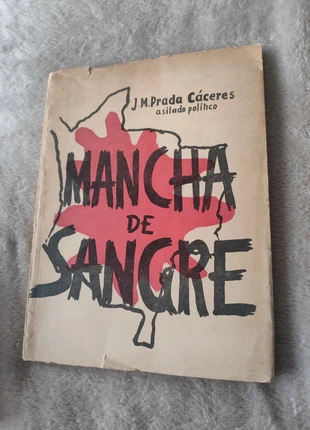 J.M.Prada Cáceres
asilado político
MANCHA
DE
SANGRE